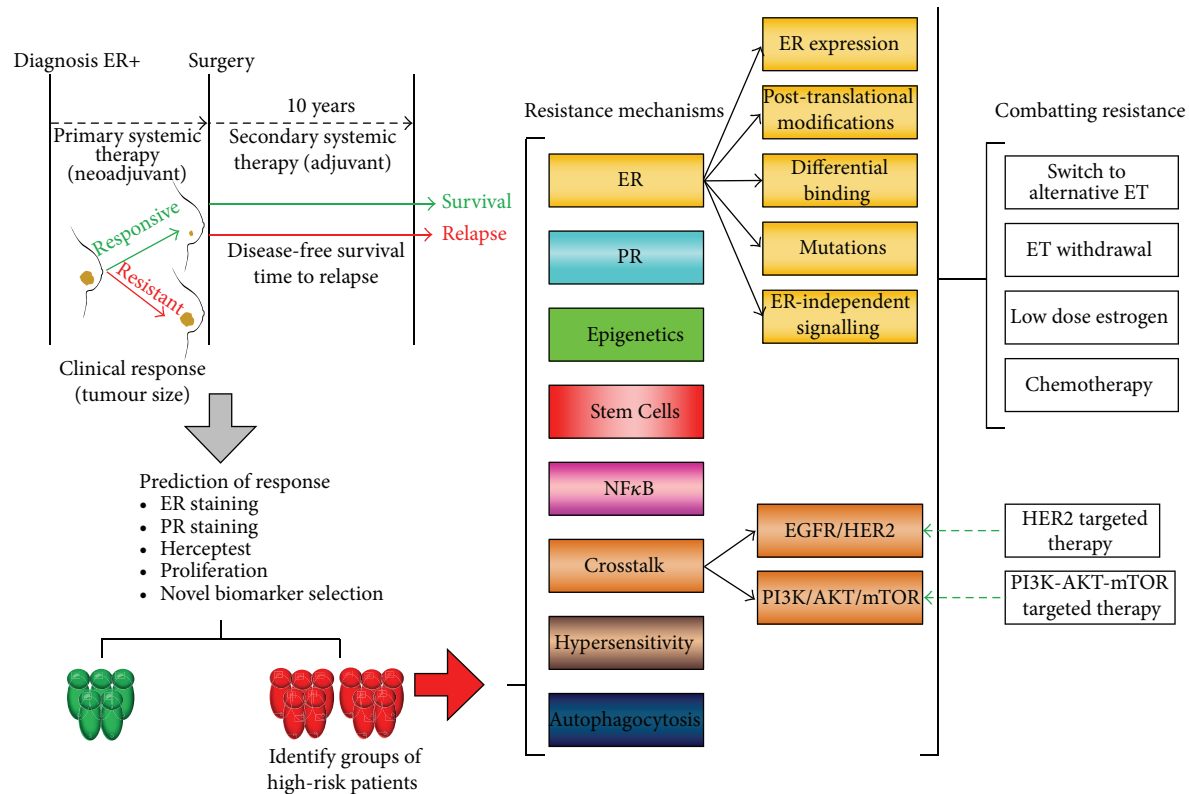 Diagnosis ER+
Surgery
10 years
Primary systemic
therapy
(neoadjuvant)
Secondary systemic
therapy (adjuvant)
Responsive
Resistant
Survival
Relapse
Disease-free survival
time to relapse
Clinical response
(tumour size)
Prediction of response
• ER staining
• PR staining
• Herceptest
• Proliferation
• Novel biomarker selection
Identify groups of
high-risk patients
Resistance mechanisms
ER
PR
Epigenetics
Stem Cells
NFκB
Crosstalk
Hypersensitivity
Autophagocytosis
ER expression
Post-translational
modifications
Differential
binding
Mutations
ER-independent
signalling
EGFR/HER2
PI3K/AKT/mTOR
Combatting resistance
Switch to
alternative ET
ET withdrawal
Low dose estrogen
Chemotherapy
HER2 targeted
therapy
PI3K-AKT-mTOR
targeted therapy